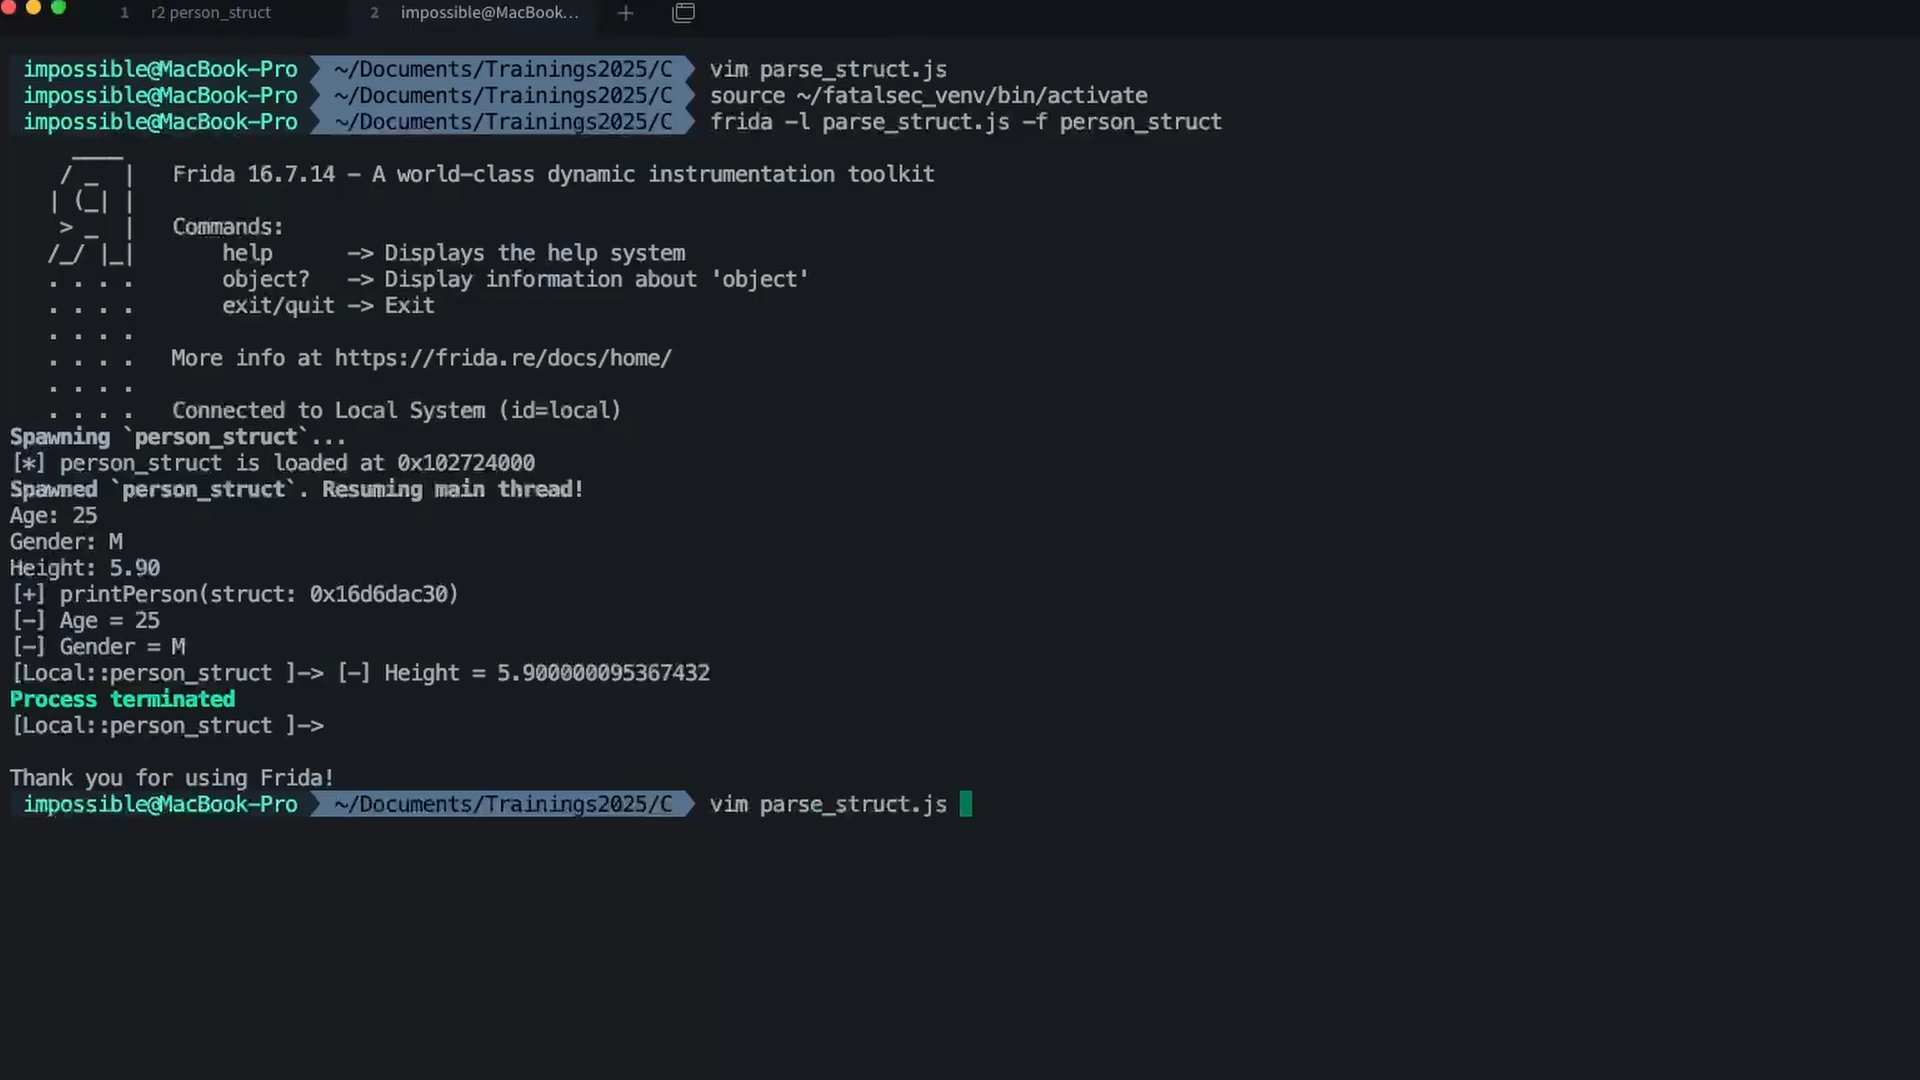 1 r2 person_struct 2 impossible@MacBook...
impossible@MacBook-Pro ~/Documents/Trainings2025/C vim parse_struct.js
impossible@MacBook-Pro ~/Documents/Trainings2025/C source ~/fatalsec_venv/bin/activate
impossible@MacBook-Pro ~/Documents/Trainings2025/C frida -l parse_struct.js -f person_struct
     ____
    / _  |   Frida 16.7.14 - A world-class dynamic instrumentation toolkit
   | (_| |
    > _  |   Commands:
   /_/ |_|       help      -> Displays the help system
   . . . .       object?   -> Display information about 'object'
   . . . .       exit/quit -> Exit
   . . . .
   . . . .   More info at https://frida.re/docs/home/
   . . . .
   . . . .   Connected to Local System (id=local)
Spawning `person_struct`...
[*] person_struct is loaded at 0x102724000
Spawned `person_struct`. Resuming main thread!
Age: 25
Gender: M
Height: 5.90
[+] printPerson(struct: 0x16d6dac30)
[-] Age = 25
[-] Gender = M
[Local::person_struct ]-> [-] Height = 5.900000095367432
Process terminated
[Local::person_struct ]->
Thank you for using Frida!
impossible@MacBook-Pro ~/Documents/Trainings2025/C vim parse_struct.js